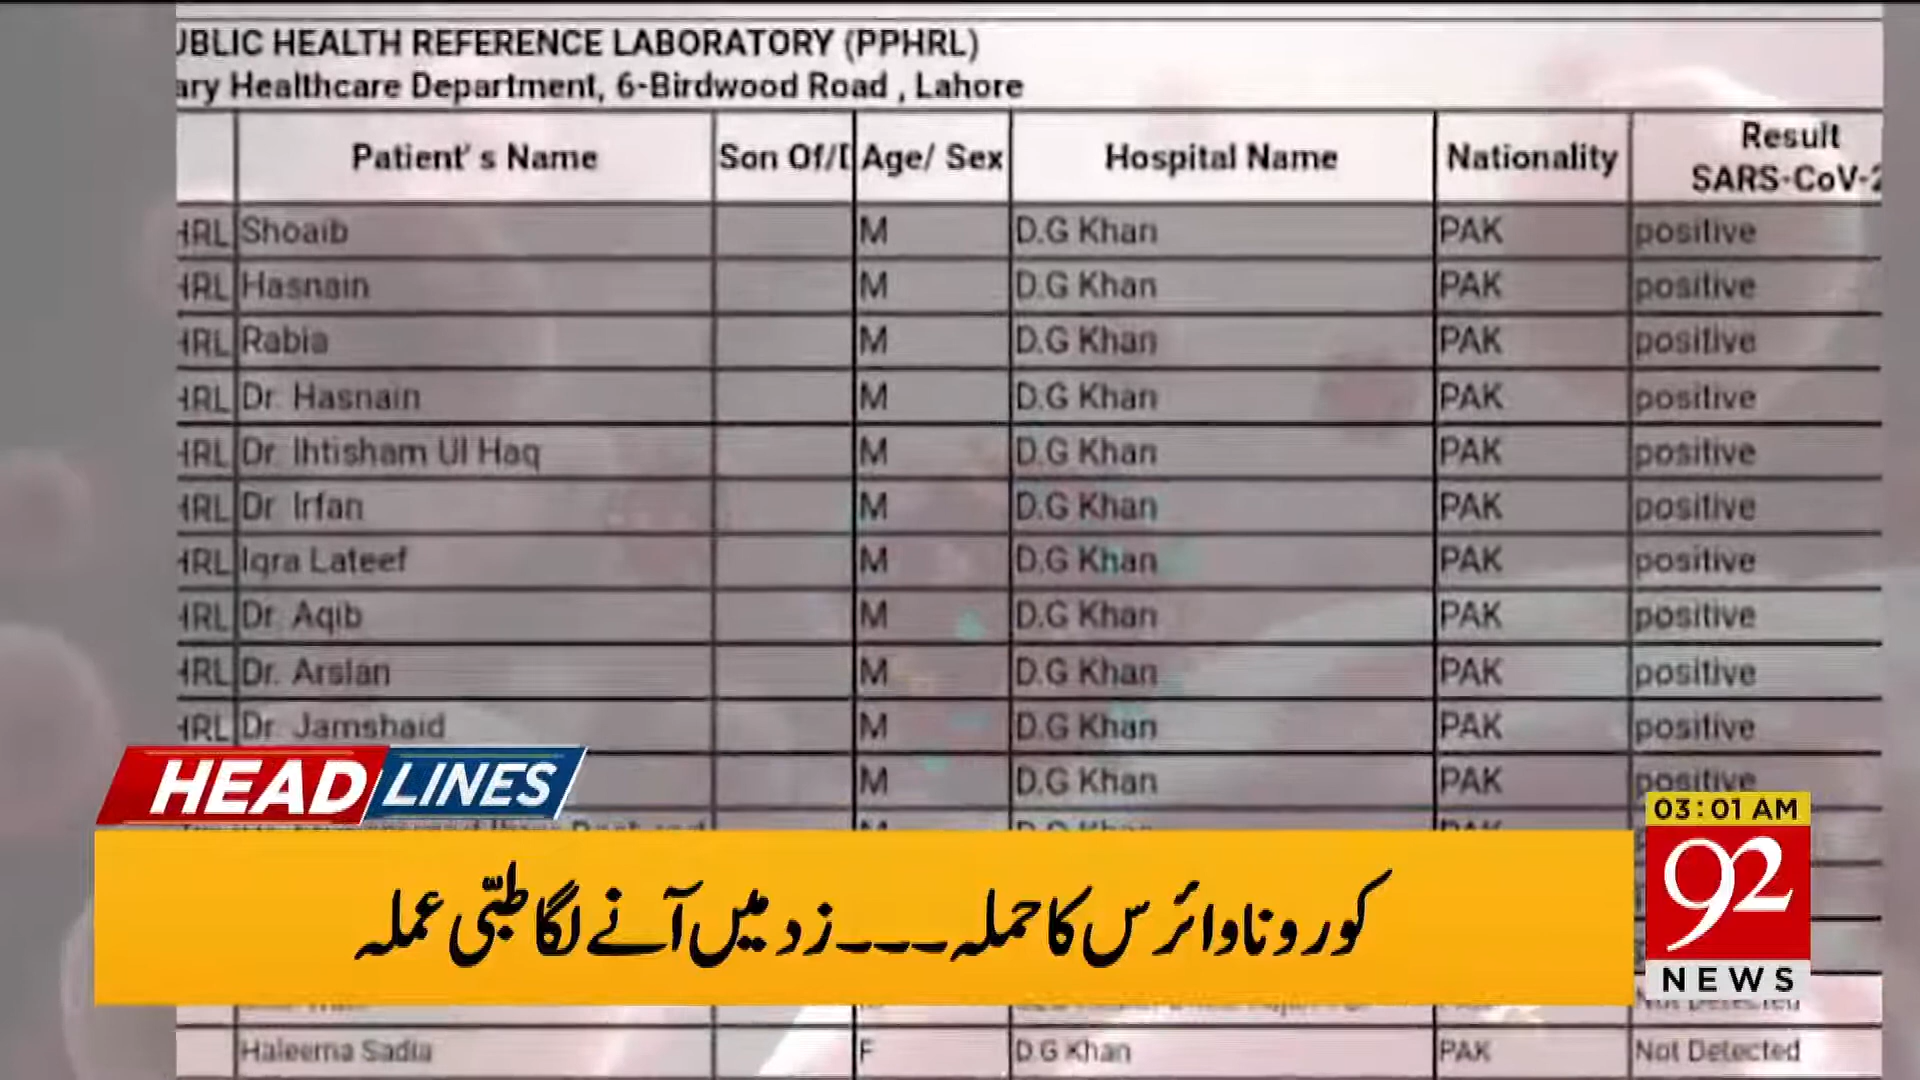 UBLIC HEALTH REFERENCE LABORATORY (PPHRL)
ary Healthcare Department, 6-Birdwood Road , Lahore
Patient' s Name Son Of/D Age/ Sex Hospital Name Nationality Result SARS-CoV-2
HRL Shoaib M D.G Khan PAK positive
HRL Hasnain M D.G Khan PAK positive
HRL Rabia M D.G Khan PAK positive
HRL Dr. Hasnain M D.G Khan PAK positive
HRL Dr. Ihtisham Ul Haq M D.G Khan PAK positive
HRL Dr. Irfan M D.G Khan PAK positive
HRL Iqra Lateef M D.G Khan PAK positive
HRL Dr. Aqib M D.G Khan PAK positive
HRL Dr. Arslan M D.G Khan PAK positive
HRL Dr. Jamshaid M D.G Khan PAK positive
M D.G Khan PAK positive
HEADLINES
03:01 AM
92
NEWS
کورونا وائرس کا حملہ ۔۔۔ زد میں آنے لگا طبّی عملہ
Not Detected
Haleema Sadia F D.G Khan PAK Not Detected